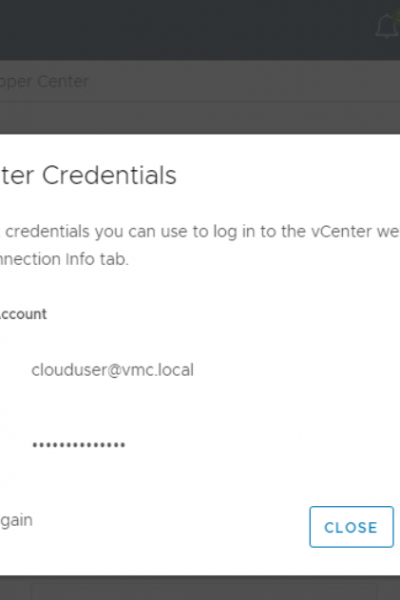 oper Center
ter Credentials
credentials you can use to log in to the vCenter we
nnection Info tab.
Account
clouduser@vmc.local
••••••••••••••
gain
CLOSE